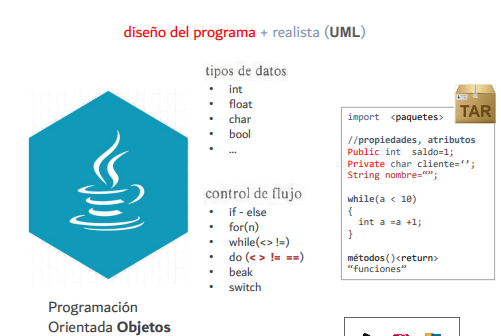 diseño del programa + realista (UML)
tipos de datos
• int
• float
• char
• bool
• ...
control de flujo
• if - else
• for(n)
• while(<> !=)
• do (< > != ==)
• beak
• switch
Programación
Orientada Objetos
TAR
import <paquetes>
//propiedades, atributos
Public int saldo=1;
Private char cliente=‘’;
String nombre=“”;
while(a < 10)
{
int a =a +1;
}
métodos()<return>
“funciones”